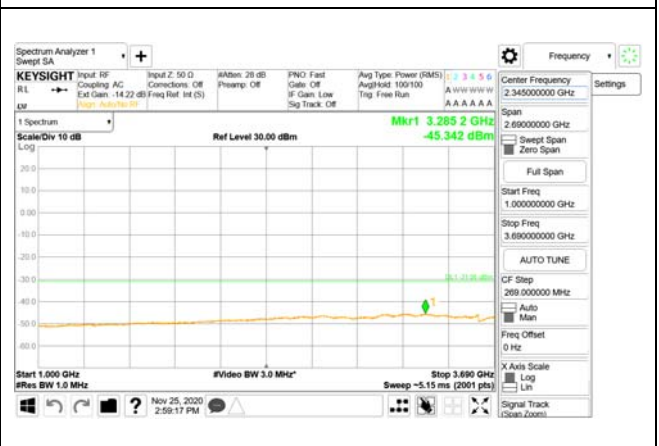 Spectrum Analyzer 1
Swept SA
Frequency
KEYSIGHT
Input: RF
Coupling: AC
Ext Gain: -14.22 dB
Align: Auto/No RF
RL
Input Z: 50 Ω
Corrections: Off
Freq Ref: Int (S)
#Atten: 28 dB
Preamp: Off
PNO: Fast
Gate: Off
IF Gain: Low
Sig Track: Off
Avg Type: Power (RMS)
Avg|Hold: 100/100
Trig: Free Run
1 2 3 4 5 6
A W W W W W
A A A A A A
1 Spectrum
Scale/Div 10 dB
Ref Level 30.00 dBm
Mkr1 3.285 2 GHz
-45.342 dBm
Log
20.0
10.0
0.00
-10.0
-20.0
-30.0
-40.0
-50.0
-60.0
1
Start 1.000 GHz
#Video BW 3.0 MHz*
Stop 3.690 GHz
#Res BW 1.0 MHz
Sweep ~5.15 ms (2001 pts)
Nov 25, 2020
2:59:17 PM
Center Frequency
2.345000000 GHz
Settings
Span
2.69000000 GHz
Swept Span
Zero Span
Full Span
Start Freq
1.000000000 GHz
Stop Freq
3.690000000 GHz
AUTO TUNE
CF Step
269.000000 MHz
Auto
Man
Freq Offset
0 Hz
X Axis Scale
Log
Lin
Signal Track
(Span Zoom)